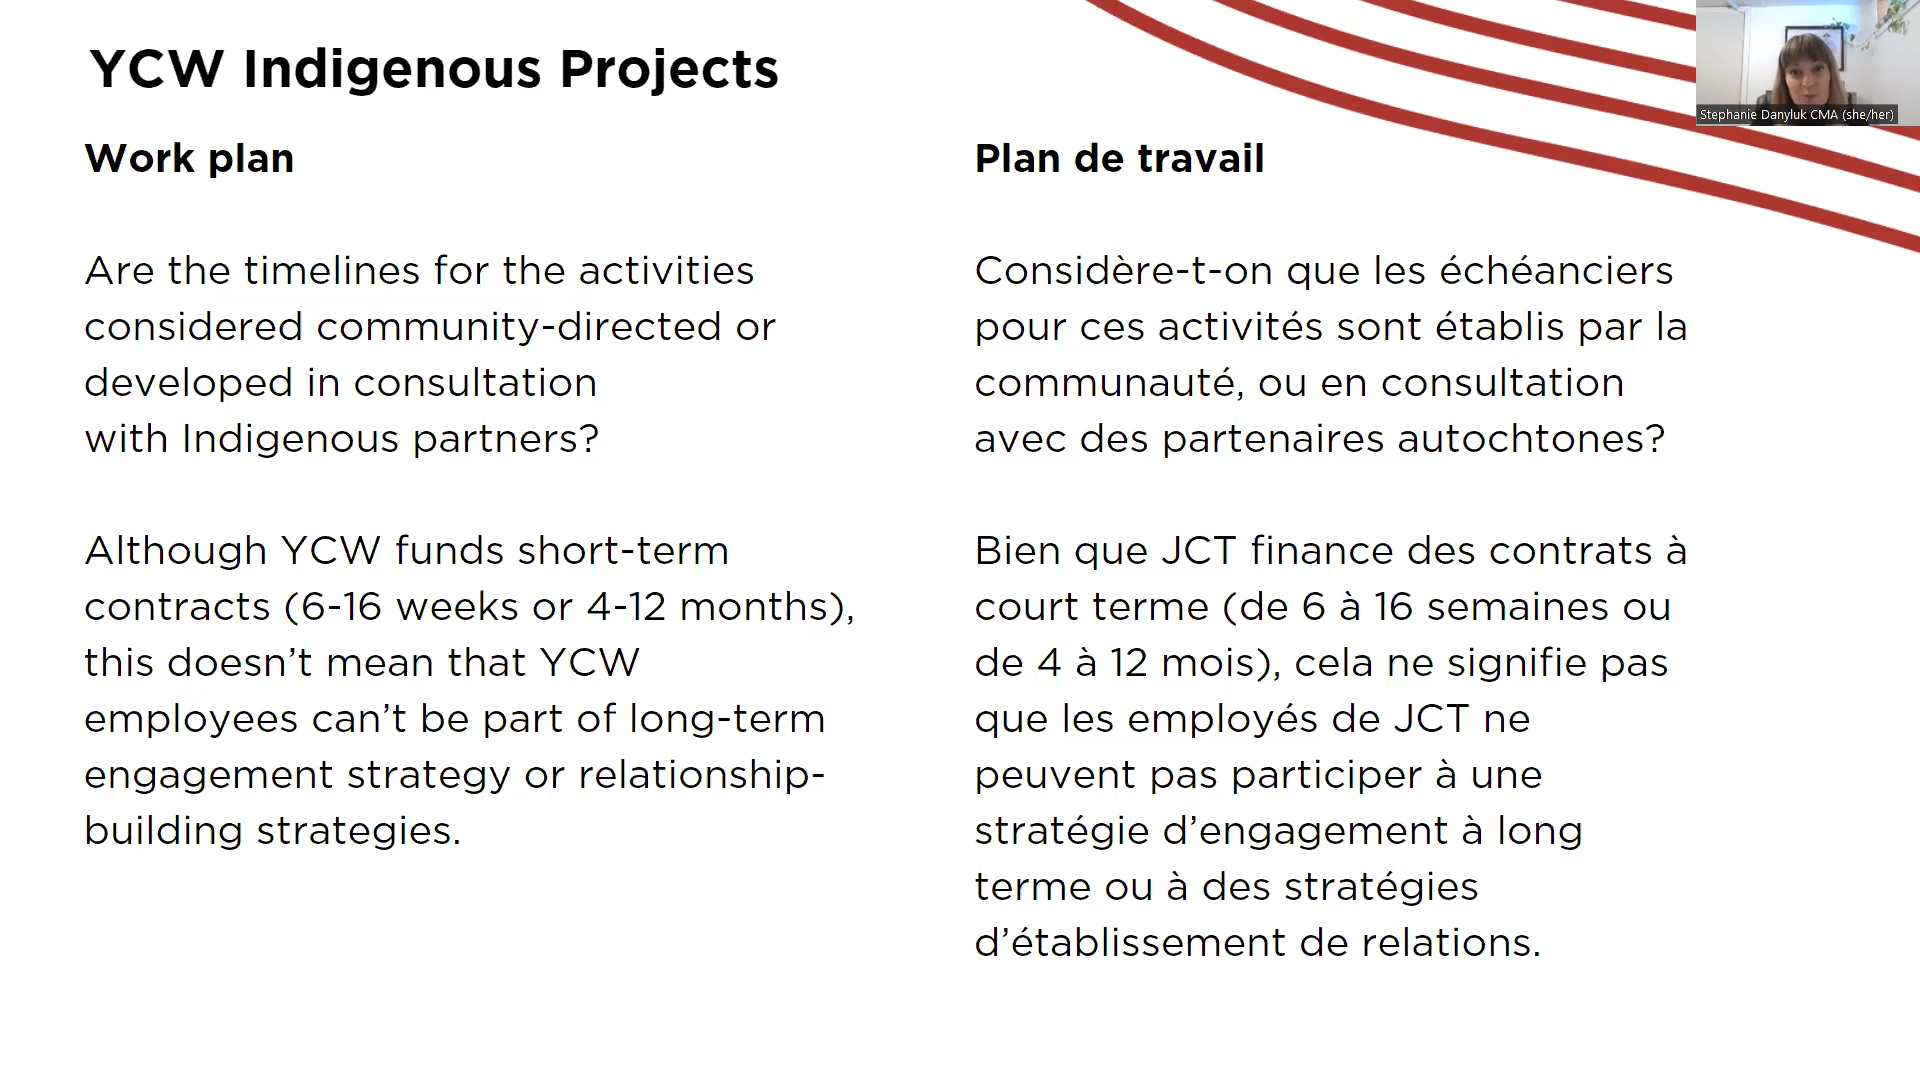 YCW Indigenous Projects
Stephanie Danyluk CMA (she/her)
Work plan
Are the timelines for the activities
considered community-directed or
developed in consultation
with Indigenous partners?
Although YCW funds short-term
contracts (6-16 weeks or 4-12 months),
this doesn’t mean that YCW
employees can’t be part of long-term
engagement strategy or relationship-
building strategies.
Plan de travail
Considère-t-on que les échéanciers
pour ces activités sont établis par la
communauté, ou en consultation
avec des partenaires autochtones?
Bien que JCT finance des contrats à
court terme (de 6 à 16 semaines ou
de 4 à 12 mois), cela ne signifie pas
que les employés de JCT ne
peuvent pas participer à une
stratégie d’engagement à long
terme ou à des stratégies
d’établissement de relations.